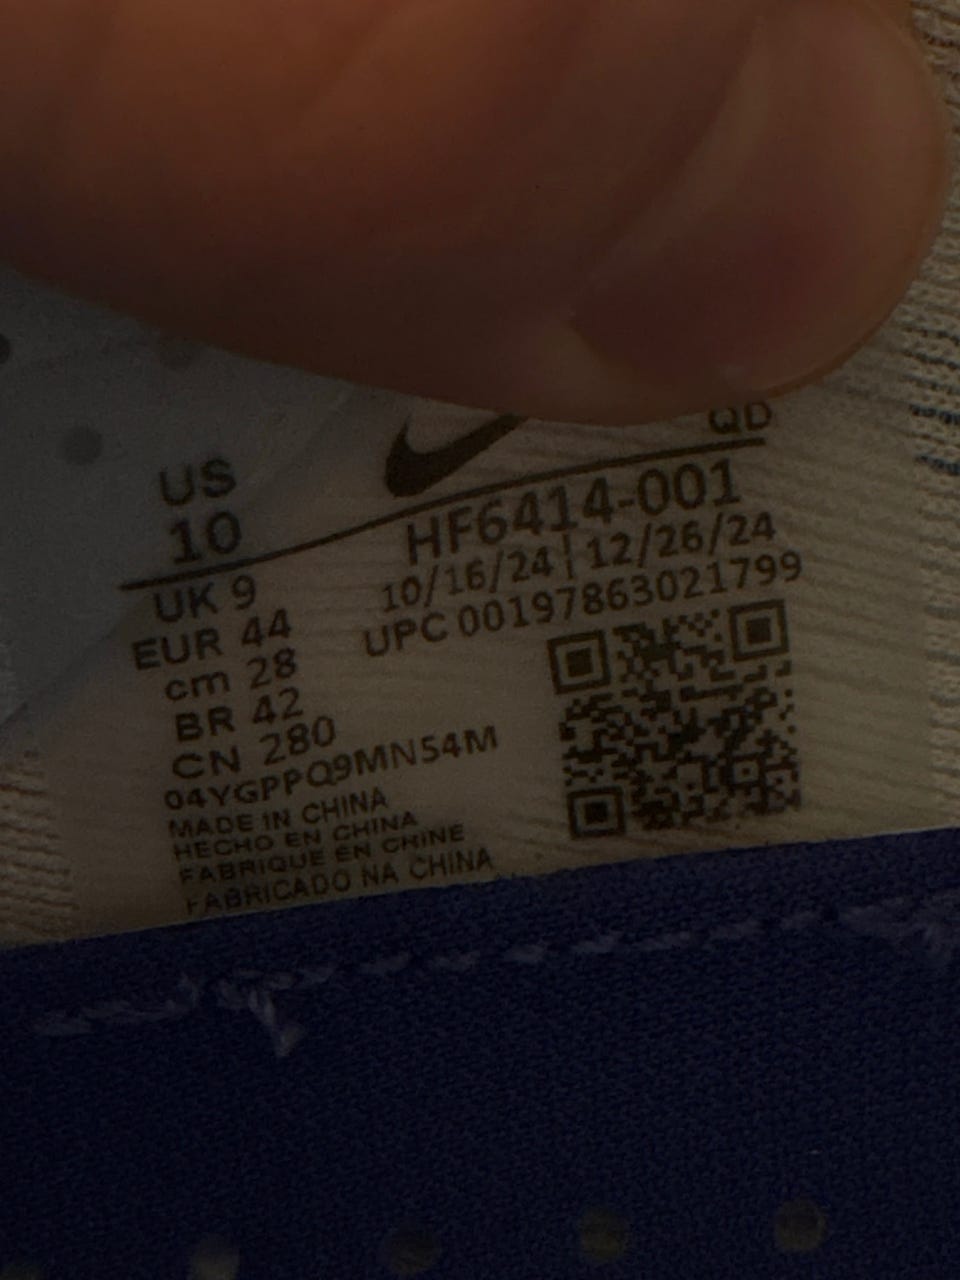 QD
US
10
HF6414-001
10/16/24 | 12/26/24
UPC 00197863021799
UK 9
EUR 44
cm 28
BR 42
CN 280
04YGPPQ9MN54M
MADE IN CHINA
HECHO EN CHINA
FABRIQUE EN CHINE
FABRICADO NA CHINA